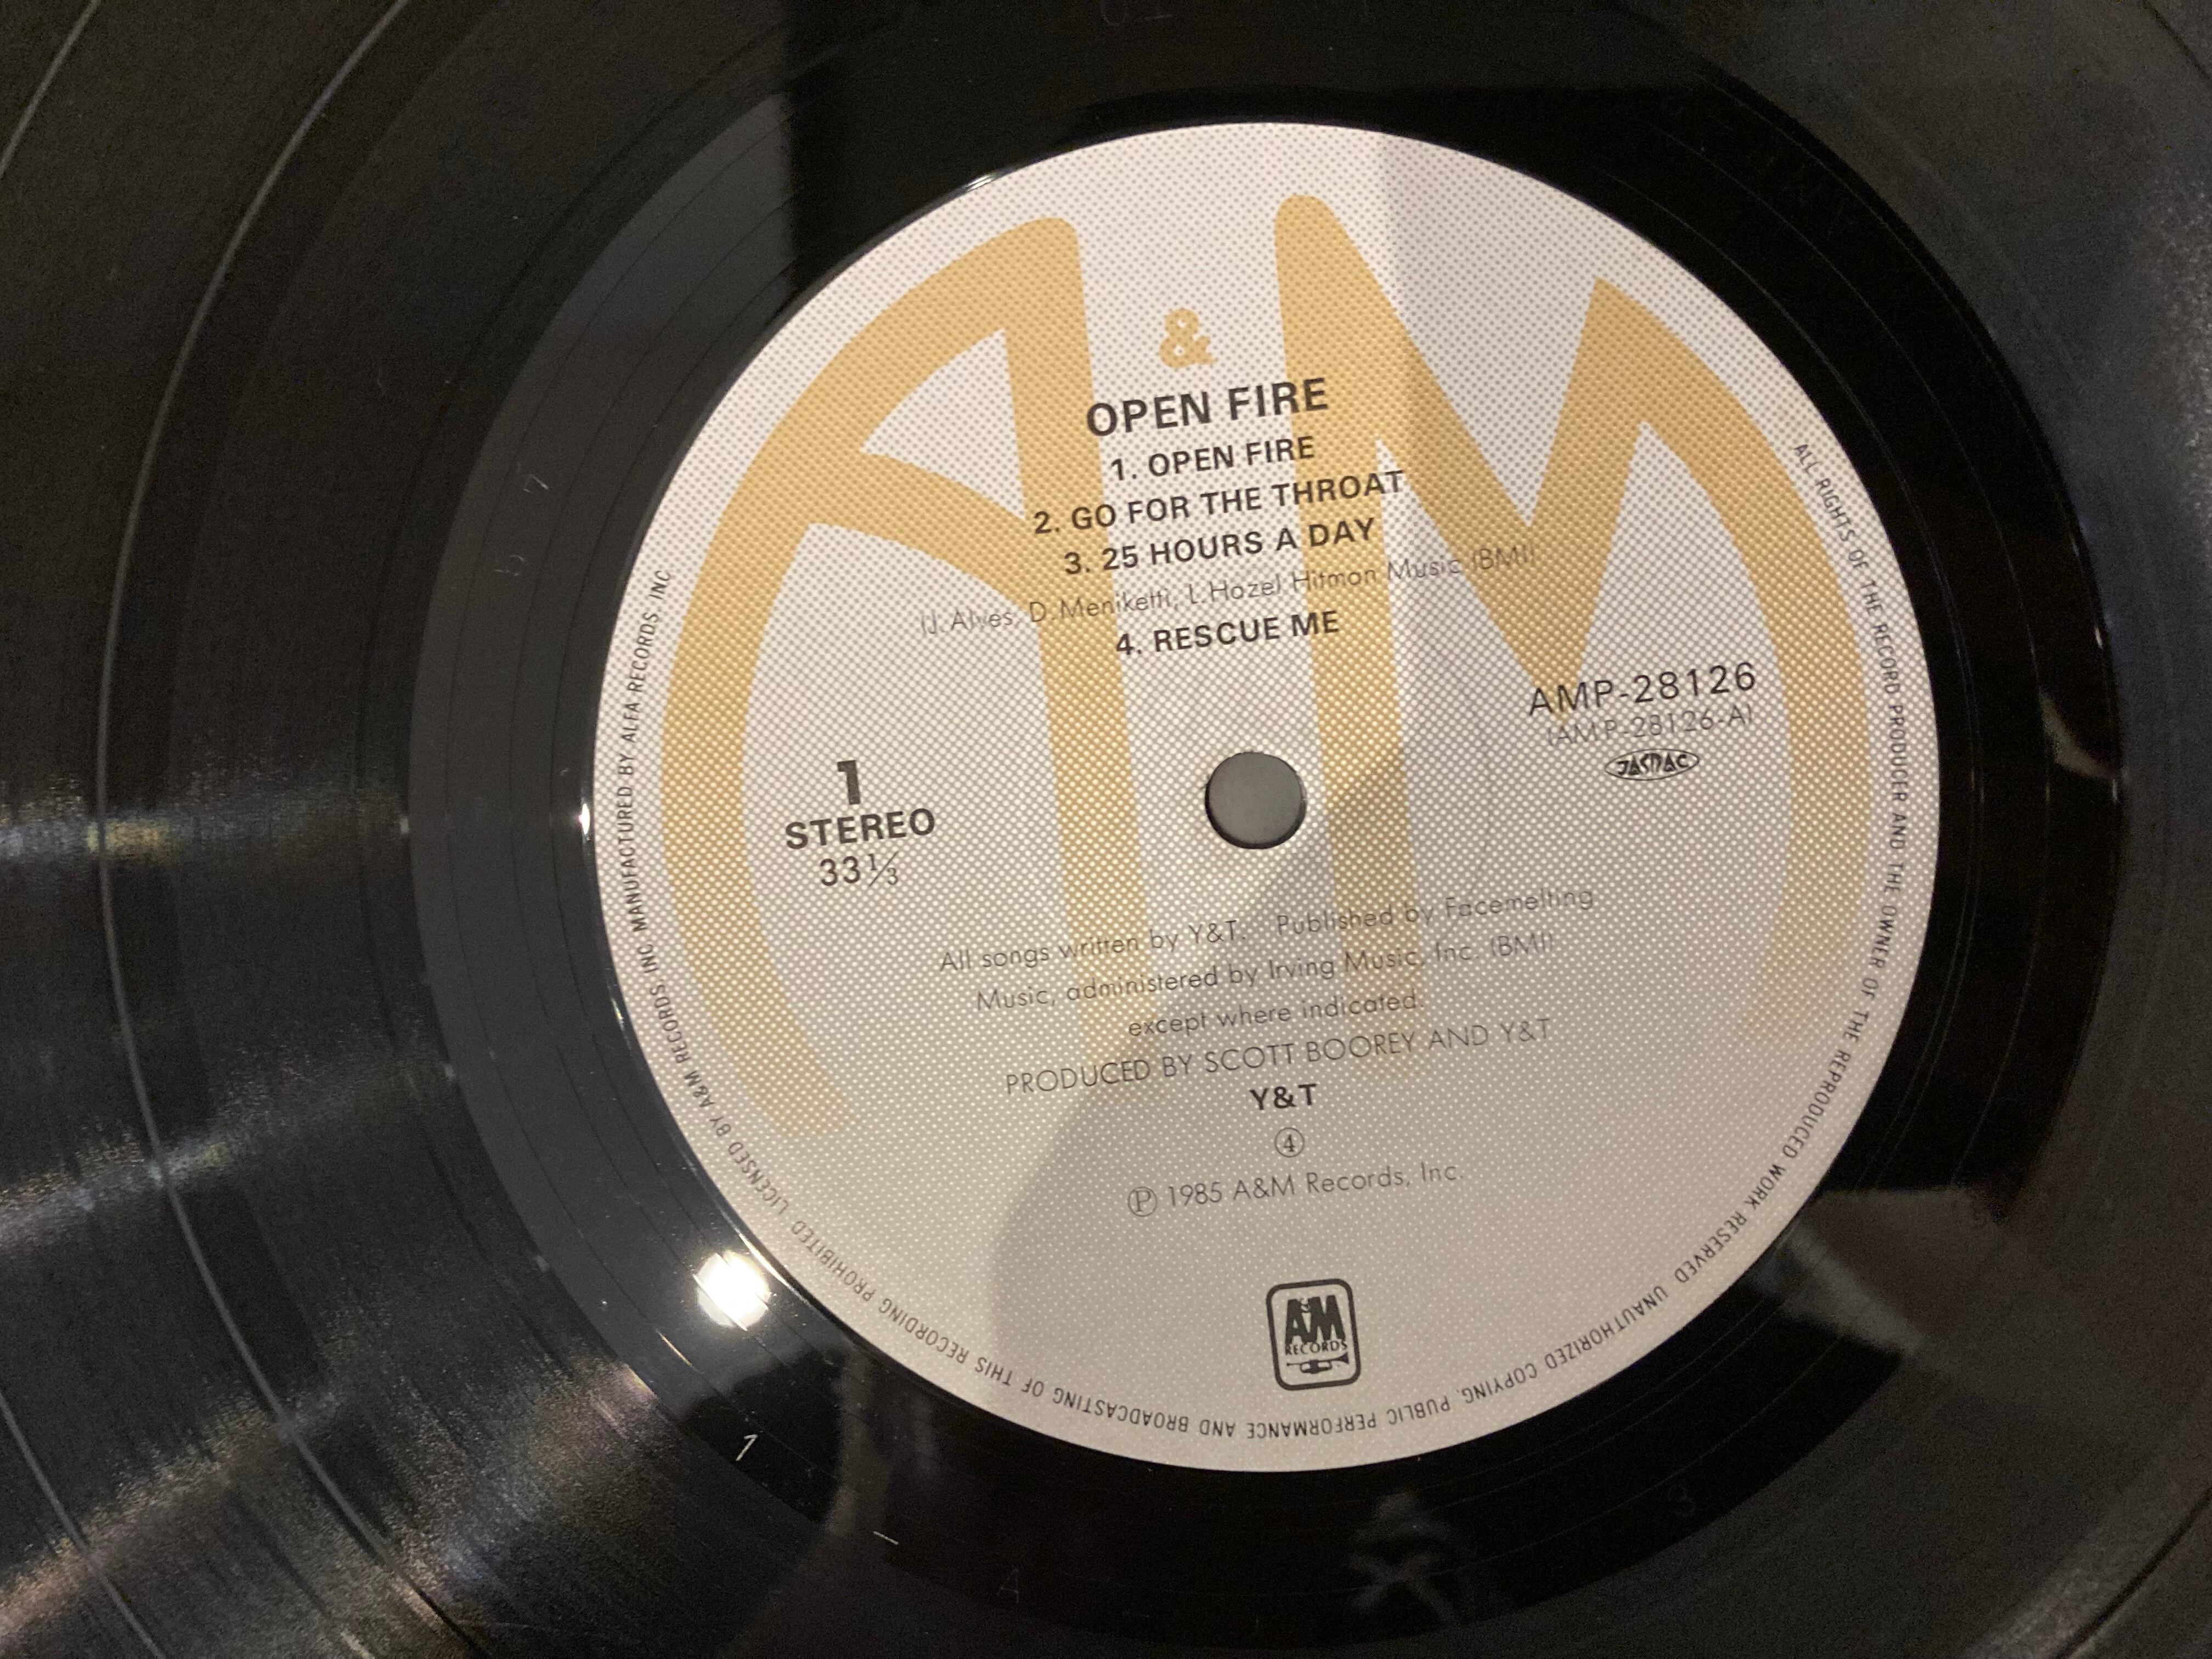 A & M
OPEN FIRE
1. OPEN FIRE
2. GO FOR THE THROAT
3. 25 HOURS A DAY
(J. Alves, D. Meniketti, L. Hazel Hitman Music (BMI))
4. RESCUE ME
AMP-28126
(AMP-28126-A)
JASRAC
1
STEREO
33⅓
All songs written by Y&T. Published by Facemelting
Music, administered by Irving Music, Inc. (BMI)
except where indicated.
PRODUCED BY SCOTT BOOREY AND Y&T
Y&T
④
Ⓟ 1985 A&M Records, Inc.
A&M
RECORDS
ALL RIGHTS OF THE RECORD PRODUCER AND THE OWNER OF THE REPRODUCED WORK RESERVED UNAUTHORIZED COPYING, PUBLIC PERFORMANCE AND BROADCASTING OF THIS RECORDING PROHIBITED. LICENSED BY A&M RECORDS INC. MANUFACTURED BY ALFA RECORDS, INC.
1